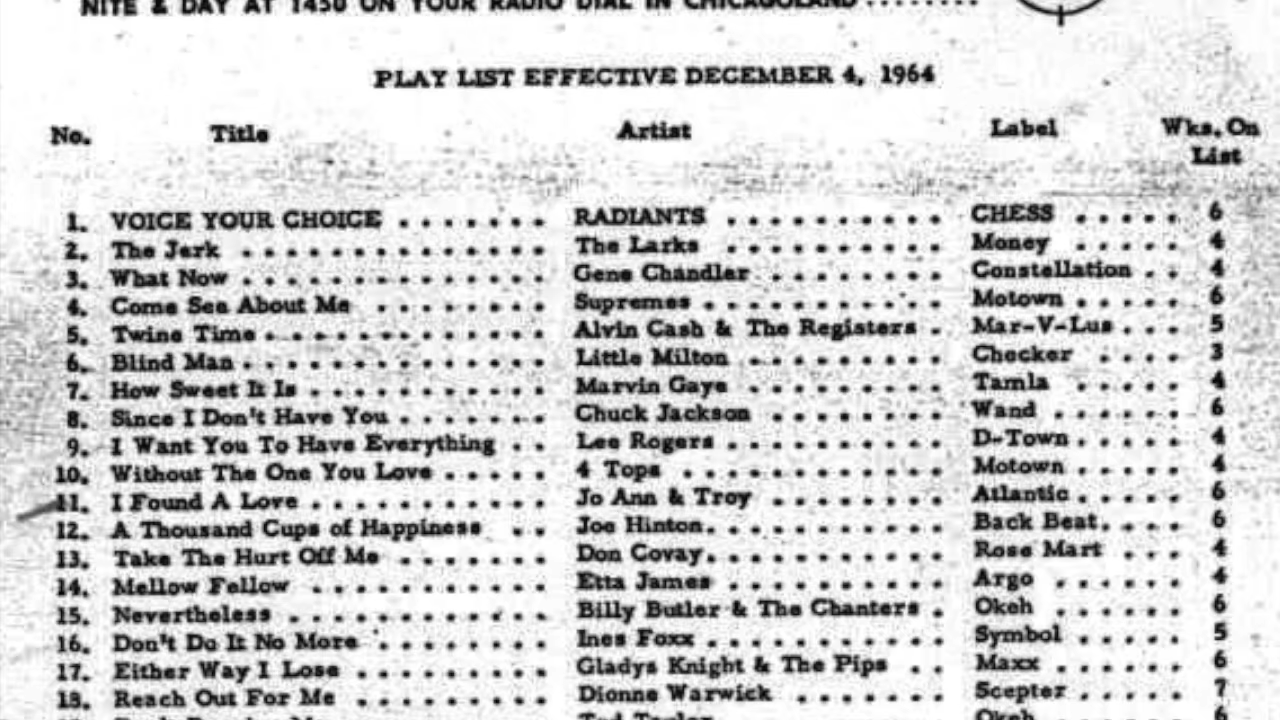 NITE & DAY AT 1450 ON YOUR RADIO DIAL IN CHICAGOLAND ........
PLAY LIST EFFECTIVE DECEMBER 4, 1964
No. Title Artist Label Wks. On
List
1. VOICE YOUR CHOICE ....... RADIANTS .......... CHESS ..... 6
2. The Jerk ............. The Larks .......... Money ..... 4
3. What Now ............. Gene Chandler ......... Constellation .. 4
4. Come See About Me ....... Supremes ........... Motown ..... 6
5. Twine Time ............ Alvin Cash & The Registers . Mar-V-Lus ... 5
6. Blind Man ............. Little Milton ......... Checker .... 3
7. How Sweet It Is .......... Marvin Gaye ......... Tamla ..... 4
8. Since I Don't Have You ....... Chuck Jackson ........ Wand ...... 6
9. I Want You To Have Everything .. Lee Rogers .......... D-Town ..... 4
10. Without The One You Love ..... 4 Tops ............ Motown ..... 4
11. I Found A Love .......... Jo Ann & Troy ........ Atlantic ..... 6
12. A Thousand Cups of Happiness .. Joe Hinton........... Back Beat.... 6
13. Take The Hurt Off Me ....... Don Covay........... Rose Mart ... 4
14. Mellow Fellow .......... Etta James .......... Argo ...... 4
15. Nevertheless ........... Billy Butler & The Chanters . Okeh ...... 6
16. Don't Do It No More ........ Inez Foxx ........... Symbol ..... 5
17. Either Way I Lose ......... Gladys Knight & The Pips .. Maxx ...... 6
18. Reach Out For Me ........ Dionne Warwick ....... Scepter ..... 7
Ted Taylor Okeh 6